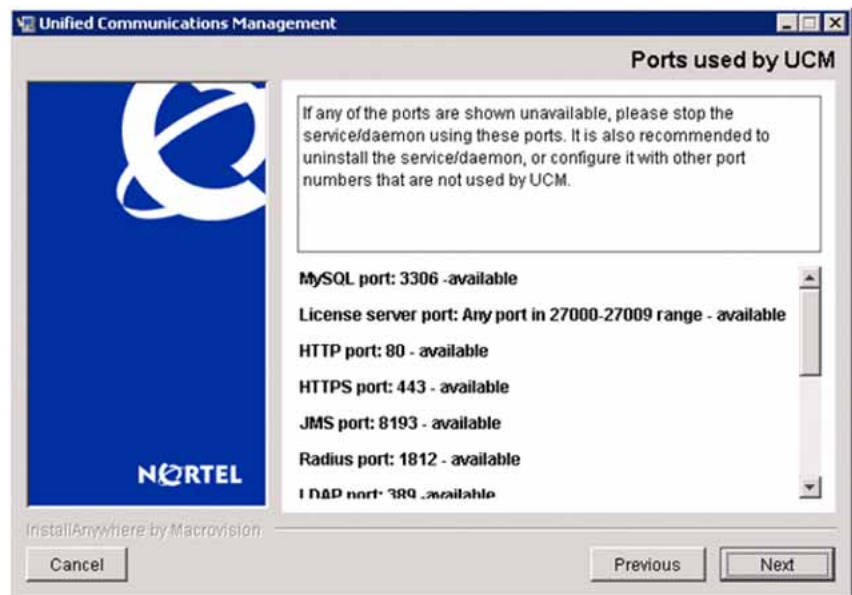 Unified Communications Management
Ports used by UCM
If any of the ports are shown unavailable, please stop the
service/daemon using these ports. It is also recommended to
uninstall the service/daemon, or configure it with other port
numbers that are not used by UCM.
MySQL port: 3306 -available
License server port: Any port in 27000-27009 range - available
HTTP port: 80 - available
HTTPS port: 443 - available
JMS port: 8193 - available
Radius port: 1812 - available
LDAP port: 389 -available
NORTEL
InstallAnywhere by Macrovision
Cancel
Previous
Next